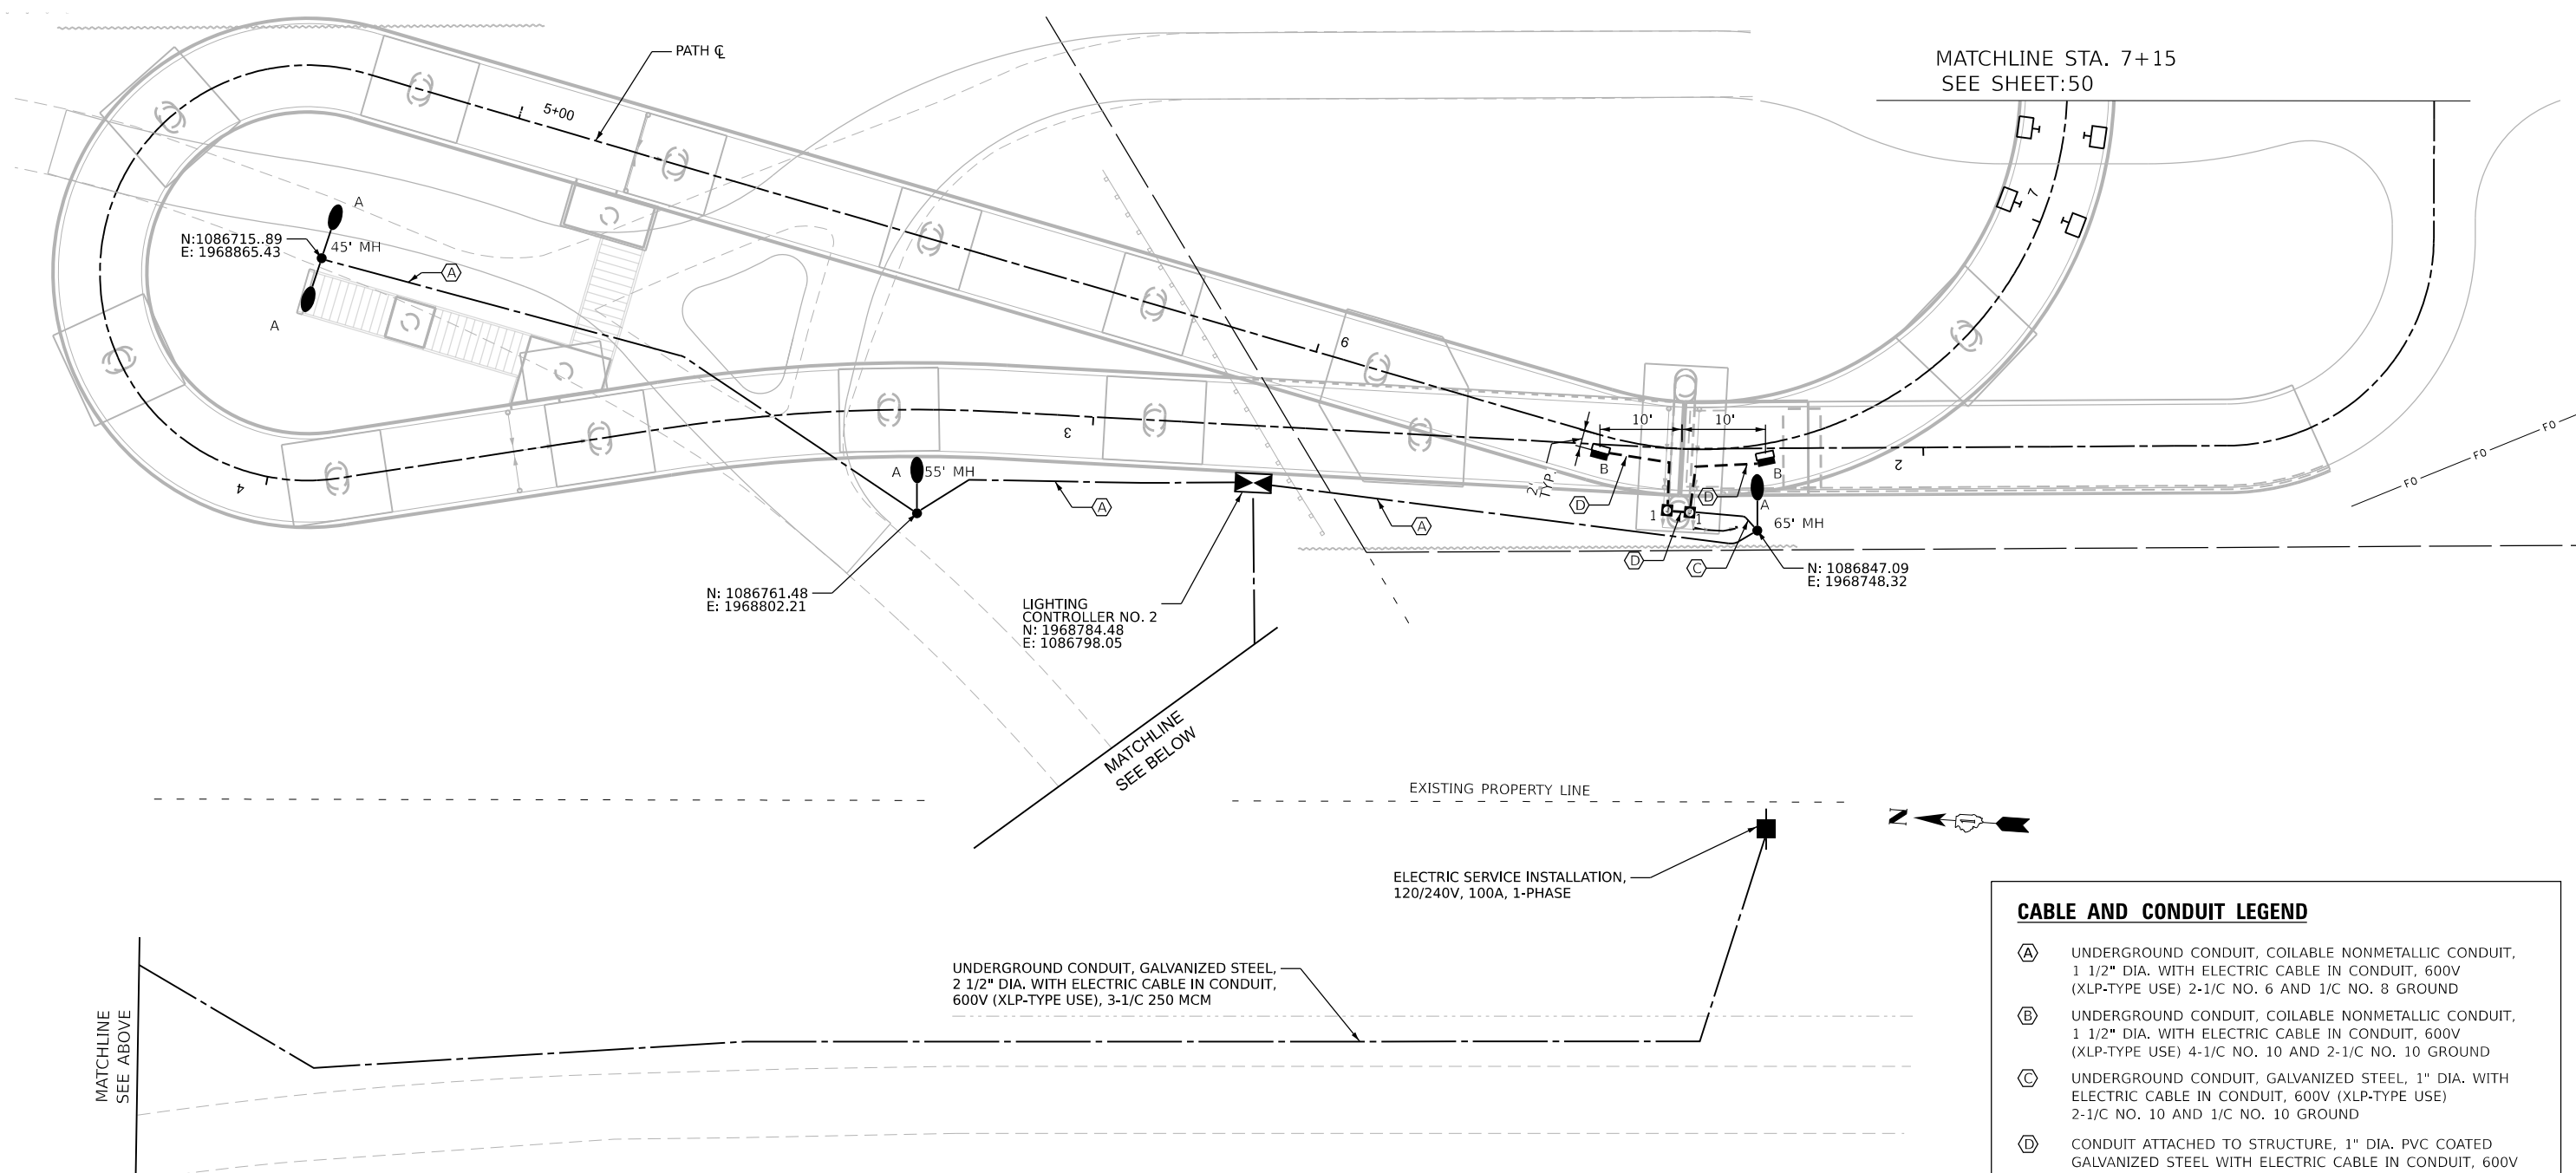 PATH ℄
5+00
MATCHLINE STA. 7+15
SEE SHEET:50
7
A
N:1086715..89
E: 1968865.43
45' MH
A
A
6
3
4
A
55' MH
A
A
10'
10'
2'
TYP.
B
B
D
D
D
1
1
A
65' MH
C
2
FO
FO
FO
N: 1086761.48
E: 1968802.21
LIGHTING
CONTROLLER NO. 2
N: 1968784.48
E: 1086798.05
N: 1086847.09
E: 1968748.32
MATCHLINE
SEE BELOW
EXISTING PROPERTY LINE
N
ELECTRIC SERVICE INSTALLATION,
120/240V, 100A, 1-PHASE
MATCHLINE
SEE ABOVE
UNDERGROUND CONDUIT, GALVANIZED STEEL,
2 1/2" DIA. WITH ELECTRIC CABLE IN CONDUIT,
600V (XLP-TYPE USE), 3-1/C 250 MCM
CABLE AND CONDUIT LEGEND
A UNDERGROUND CONDUIT, COILABLE NONMETALLIC CONDUIT,
1 1/2" DIA. WITH ELECTRIC CABLE IN CONDUIT, 600V
(XLP-TYPE USE) 2-1/C NO. 6 AND 1/C NO. 8 GROUND
B UNDERGROUND CONDUIT, COILABLE NONMETALLIC CONDUIT,
1 1/2" DIA. WITH ELECTRIC CABLE IN CONDUIT, 600V
(XLP-TYPE USE) 4-1/C NO. 10 AND 2-1/C NO. 10 GROUND
C UNDERGROUND CONDUIT, GALVANIZED STEEL, 1" DIA. WITH
ELECTRIC CABLE IN CONDUIT, 600V (XLP-TYPE USE)
2-1/C NO. 10 AND 1/C NO. 10 GROUND
D CONDUIT ATTACHED TO STRUCTURE, 1" DIA. PVC COATED
GALVANIZED STEEL WITH ELECTRIC CABLE IN CONDUIT, 600V